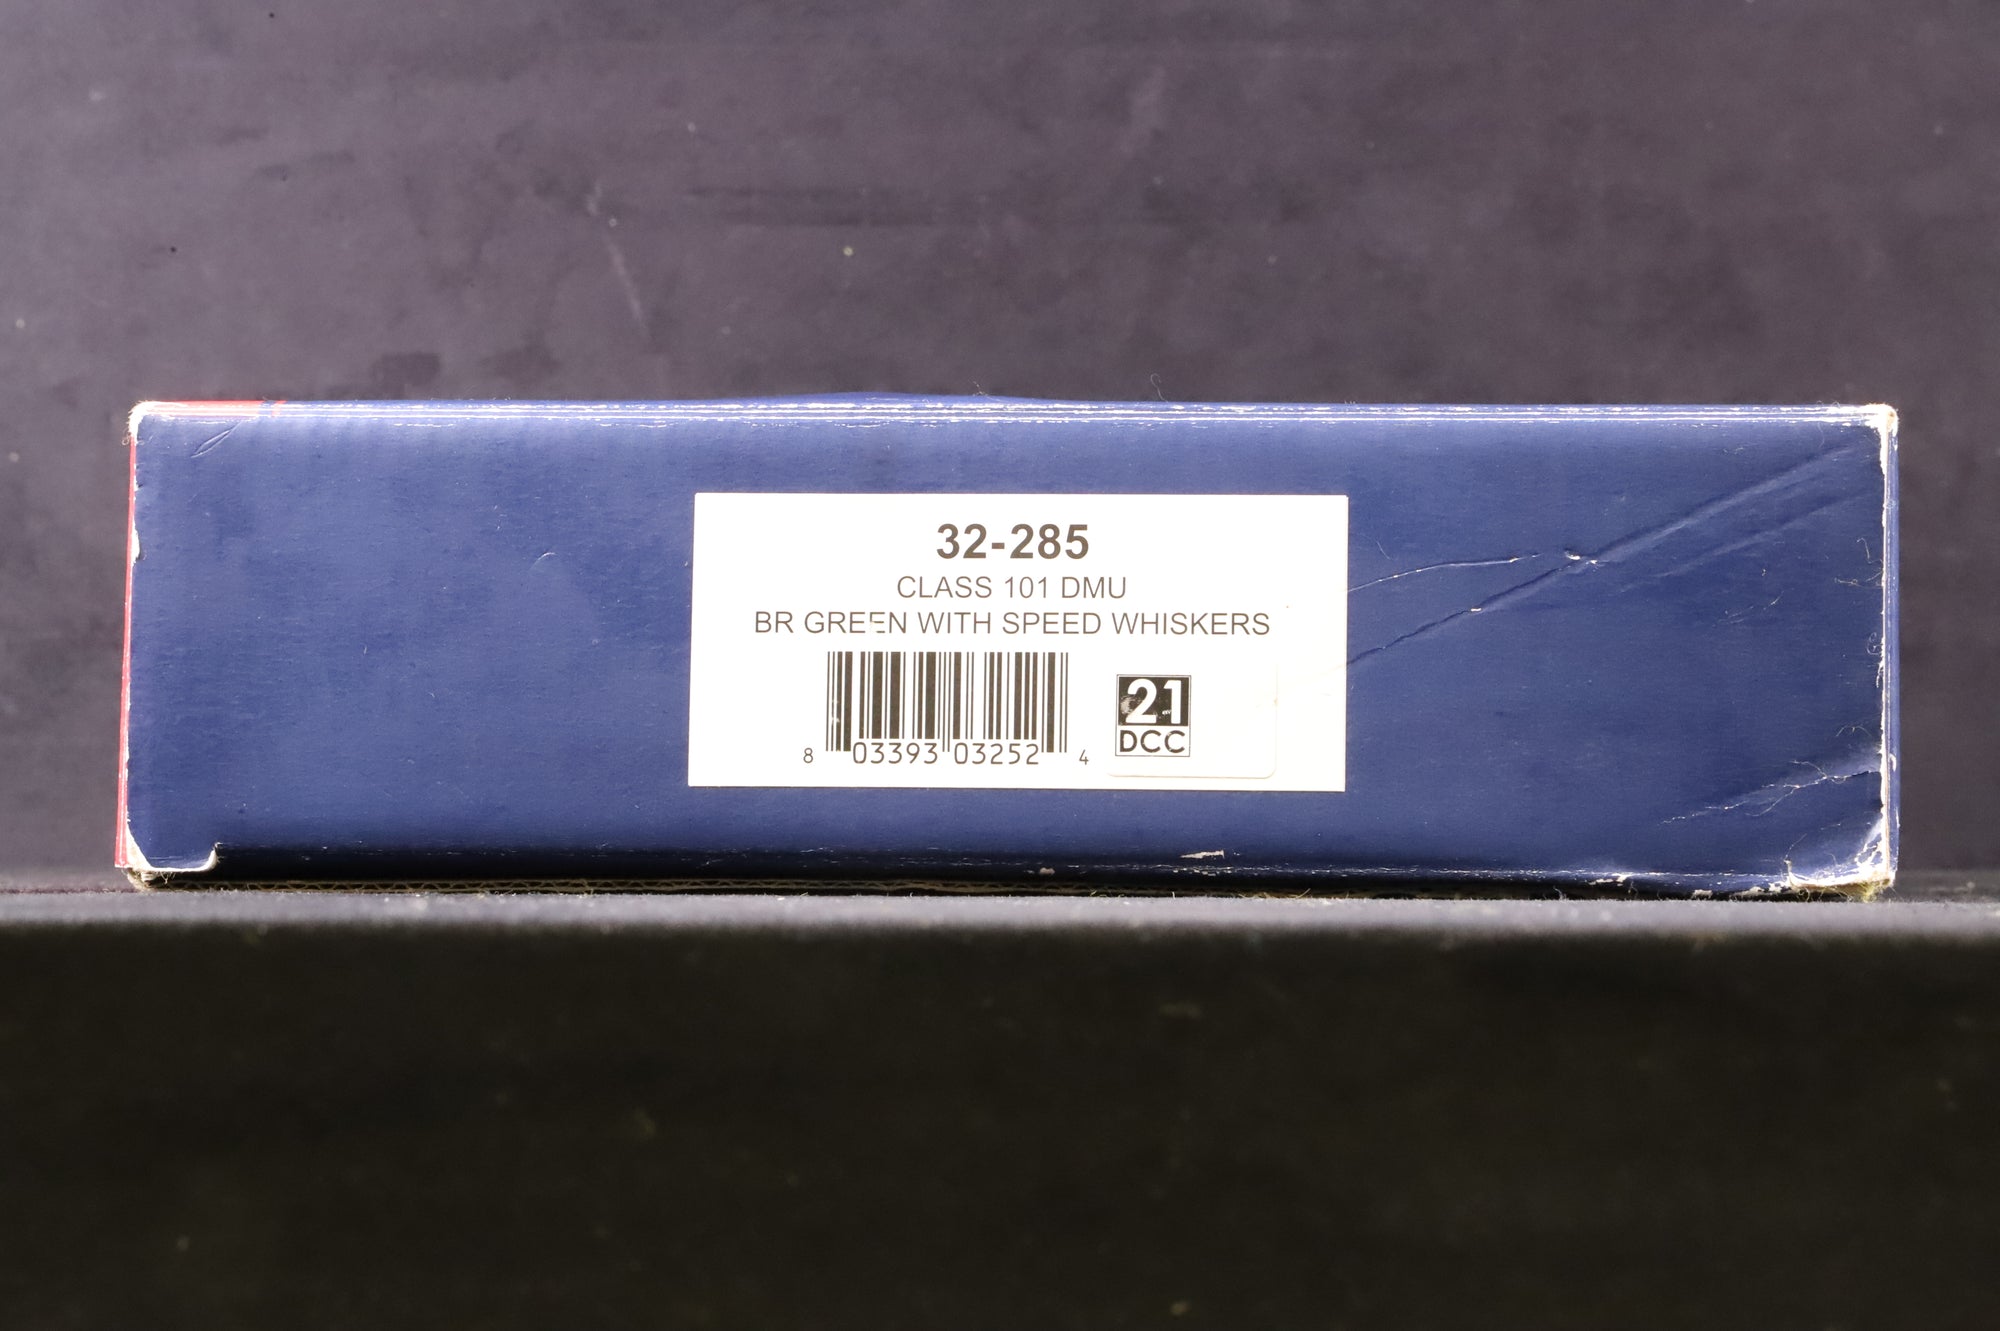 32-285
CLASS 101 DMU
BR GREEN WITH SPEED WHISKERS
8 03393 03252 4
21
DCC